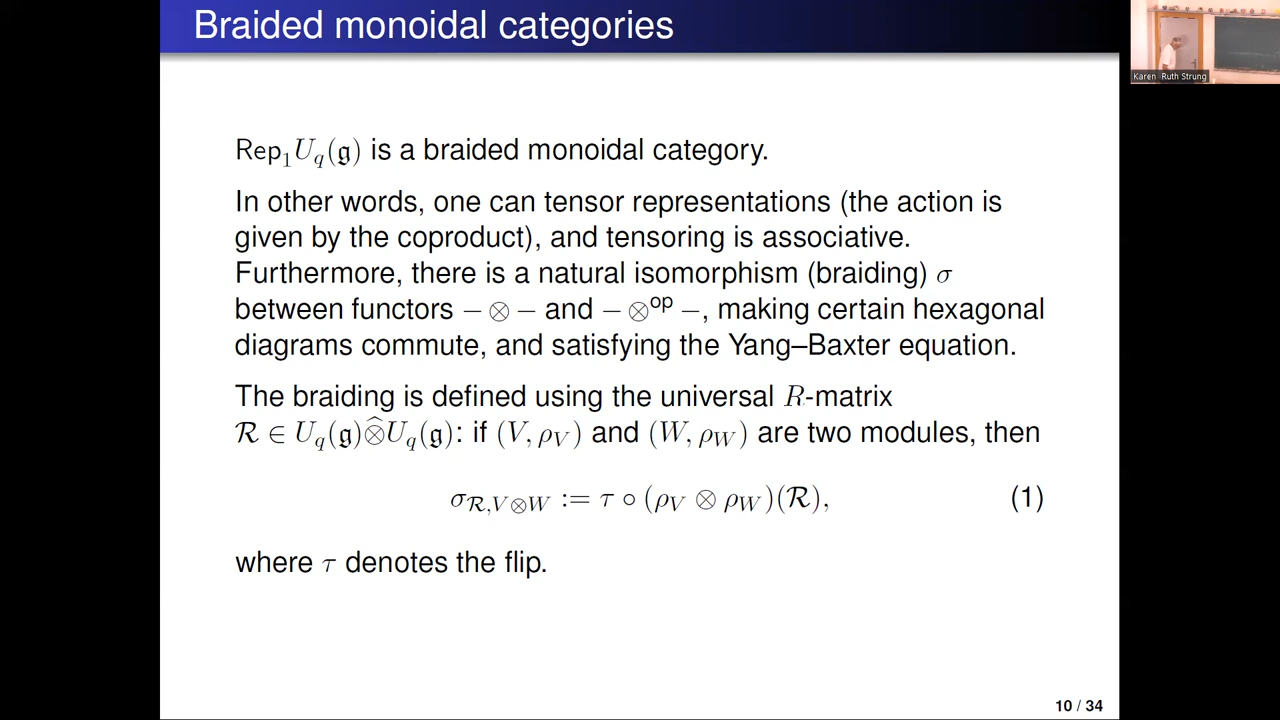 Braided monoidal categories
Karen Ruth Strung
Rep₁U_q(𝔤) is a braided monoidal category.
In other words, one can tensor representations (the action is
given by the coproduct), and tensoring is associative.
Furthermore, there is a natural isomorphism (braiding) σ
between functors − ⊗ − and − ⊗ᵒᵖ −, making certain hexagonal
diagrams commute, and satisfying the Yang–Baxter equation.
The braiding is defined using the universal R-matrix
ℛ ∈ U_q(𝔤)⊗̂U_q(𝔤): if (V, ρ_V) and (W, ρ_W) are two modules, then
σ_{ℛ,V⊗W} := τ ∘ (ρ_V ⊗ ρ_W)(ℛ), (1)
where τ denotes the flip.
10 / 34